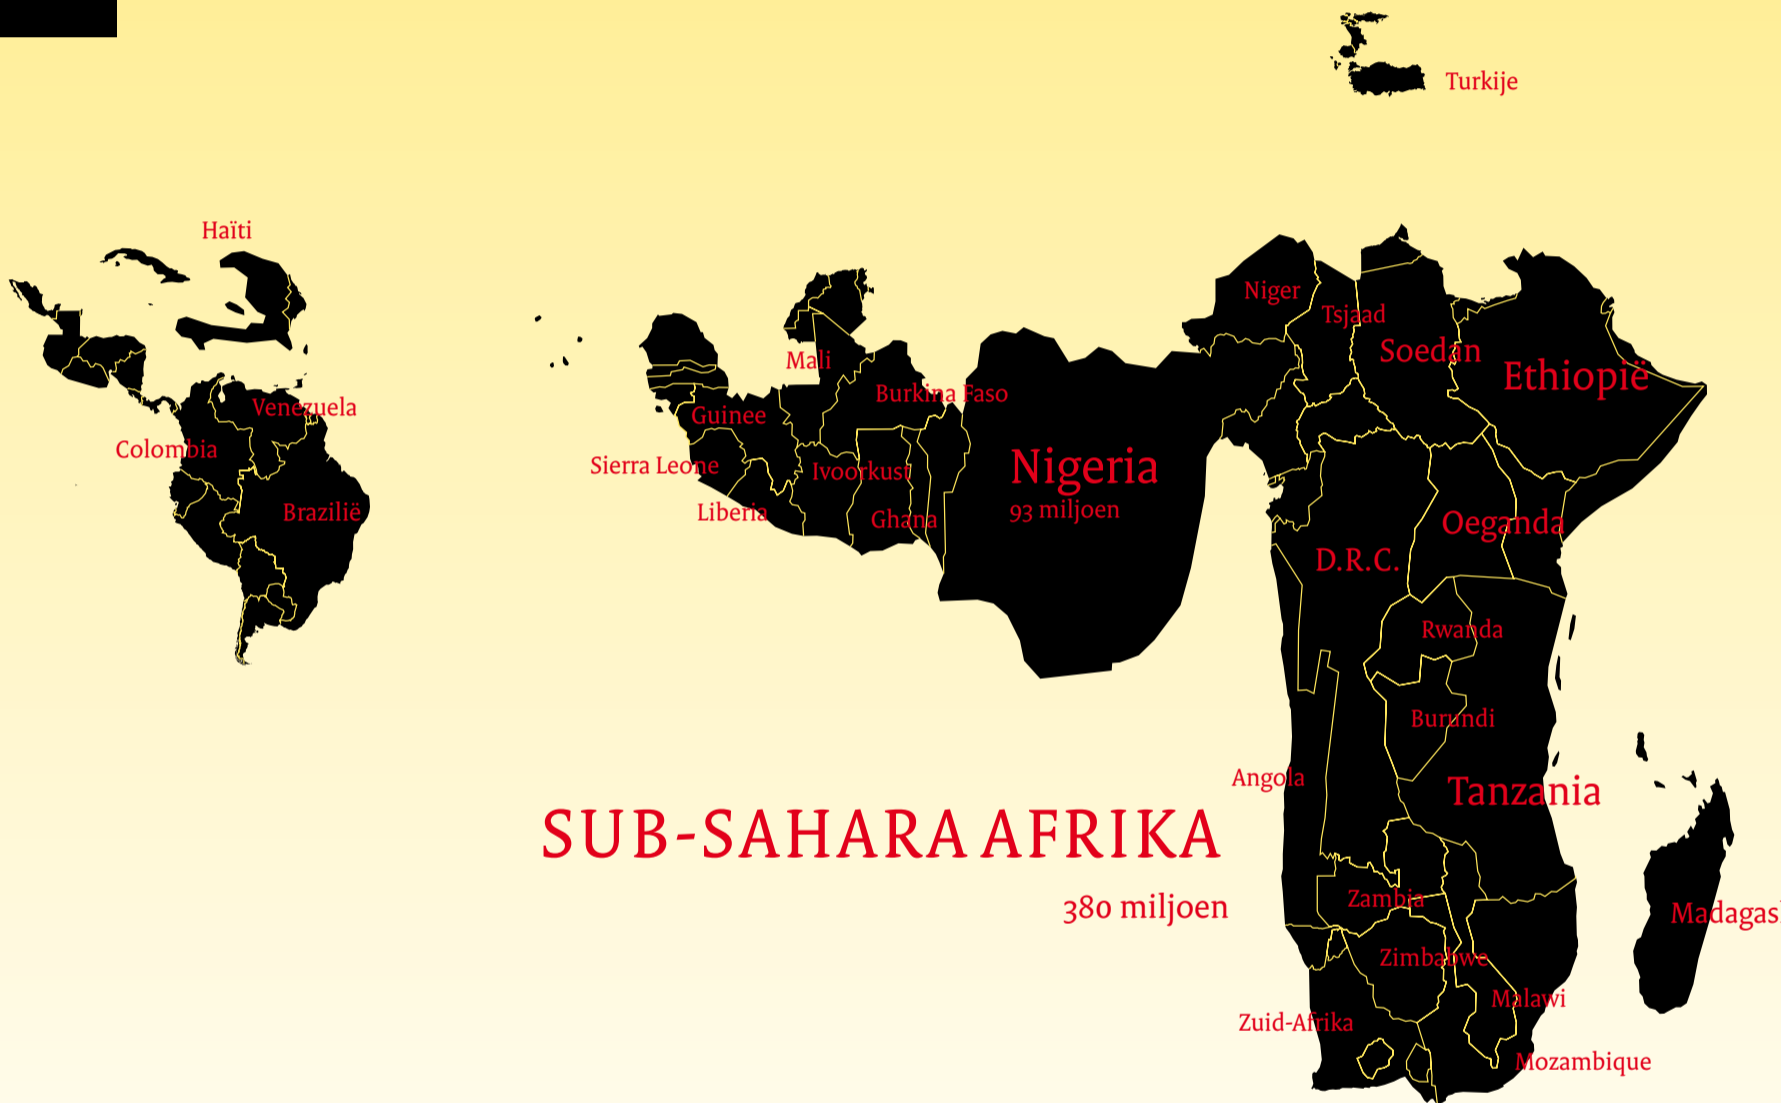 Turkije
Haïti
Niger
Tsjaad
Soedan
Mali
Ethiopië
Burkina Faso
Venezuela
Guinee
Colombia
Sierra Leone
Ivoorkust
Nigeria
93 miljoen
Liberia
Ghana
Brazilië
Oeganda
D.R.C.
Rwanda
Burundi
Angola
Tanzania
SUB-SAHARA AFRIKA
380 miljoen
Zambia
Madagas
Zimbabwe
Malawi
Zuid-Afrika
Mozambique